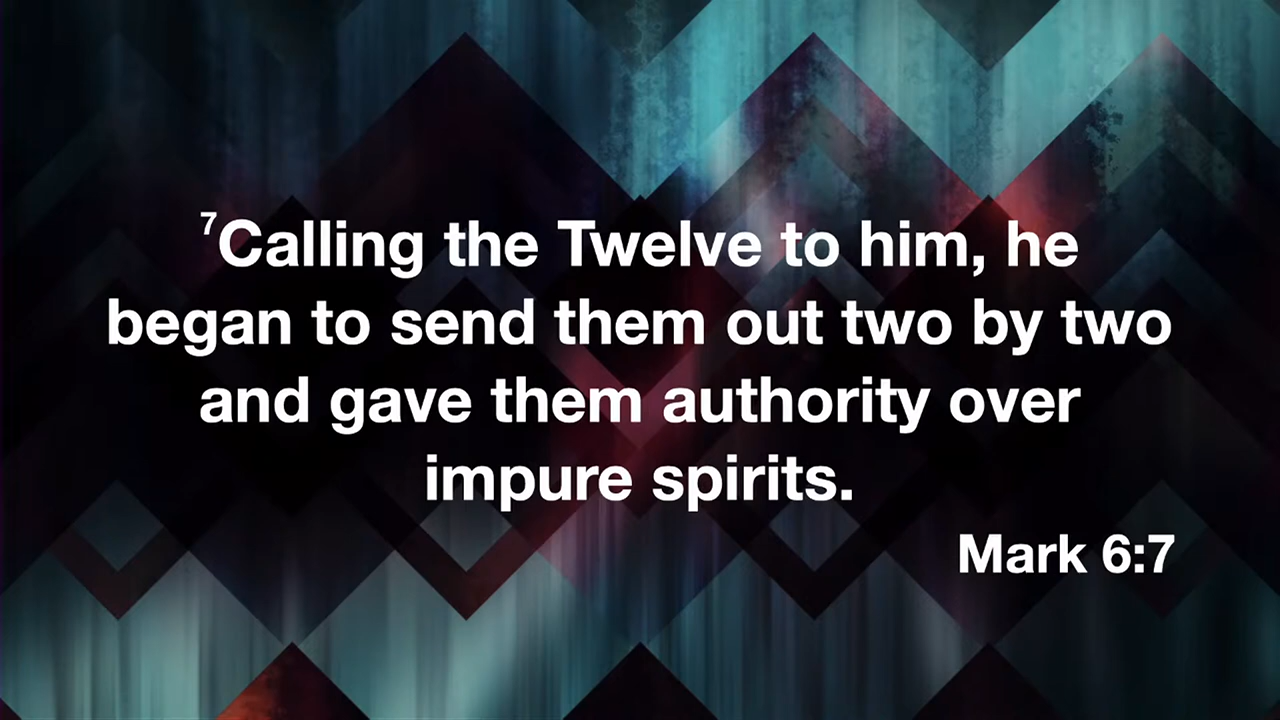 ⁷Calling the Twelve to him, he
began to send them out two by two
and gave them authority over
impure spirits.
Mark 6:7